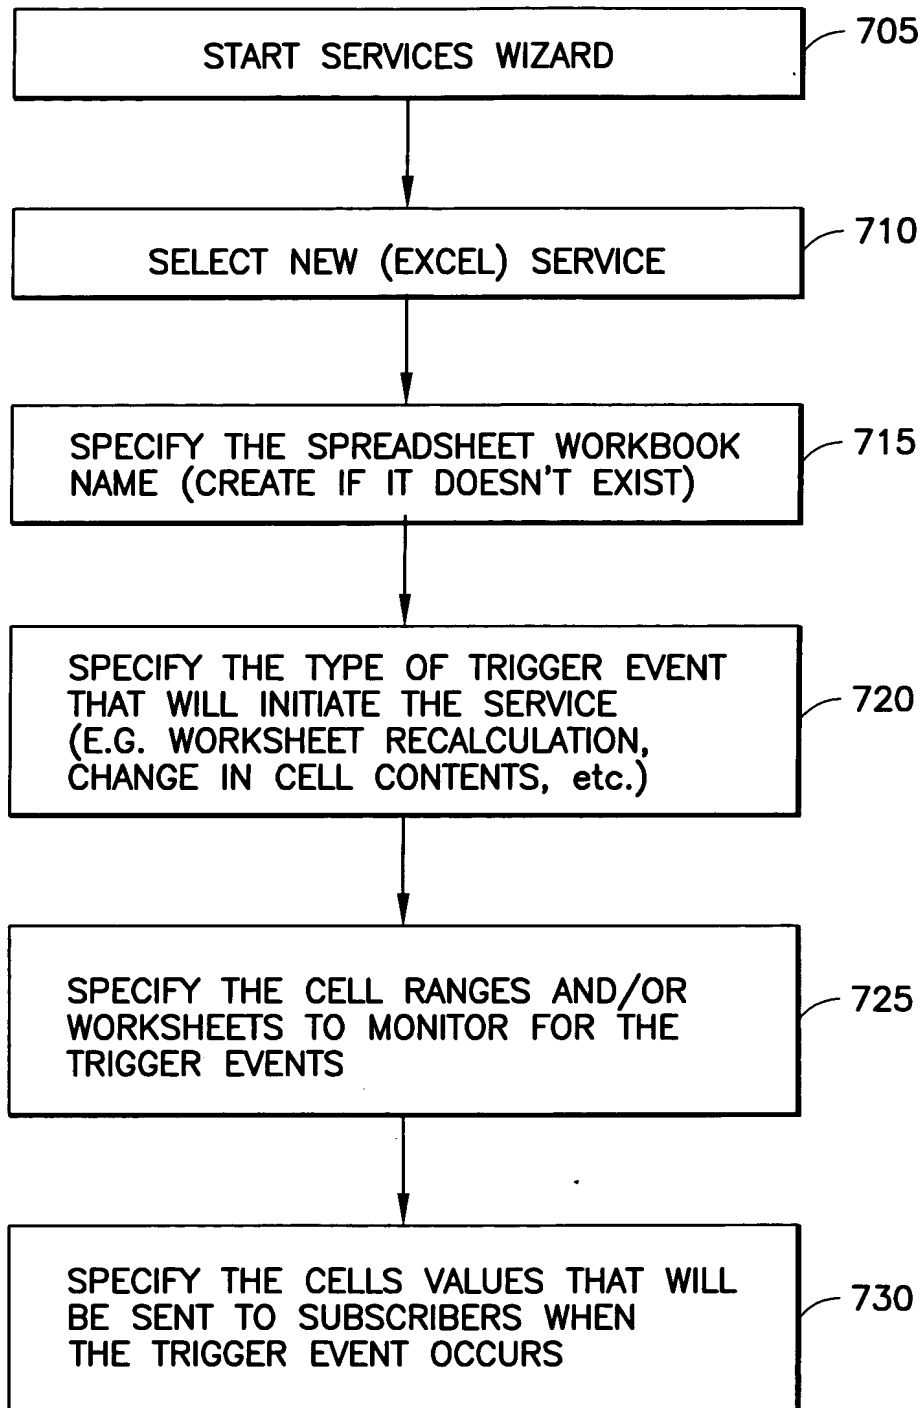 START SERVICES WIZARD
705
SELECT NEW (EXCEL) SERVICE
710
SPECIFY THE SPREADSHEET WORKBOOK
NAME (CREATE IF IT DOESN'T EXIST)
715
SPECIFY THE TYPE OF TRIGGER EVENT
THAT WILL INITIATE THE SERVICE
(E.G. WORKSHEET RECALCULATION,
CHANGE IN CELL CONTENTS, etc.)
720
SPECIFY THE CELL RANGES AND/OR
WORKSHEETS TO MONITOR FOR THE
TRIGGER EVENTS
725
SPECIFY THE CELLS VALUES THAT WILL
BE SENT TO SUBSCRIBERS WHEN
THE TRIGGER EVENT OCCURS
730